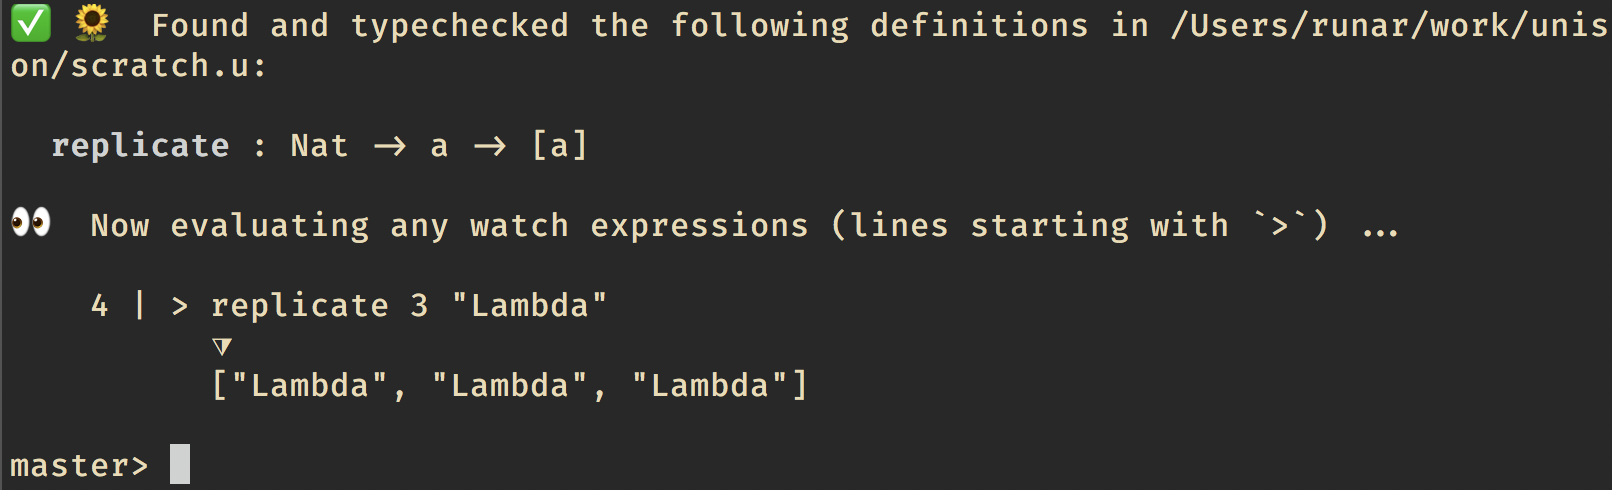 ✅ 🌻  Found and typechecked the following definitions in /Users/runar/work/unis
on/scratch.u:
replicate : Nat -> a -> [a]
👀  Now evaluating any watch expressions (lines starting with `>`) ...
4 | > replicate 3 "Lambda"
⧩
["Lambda", "Lambda", "Lambda"]
master>